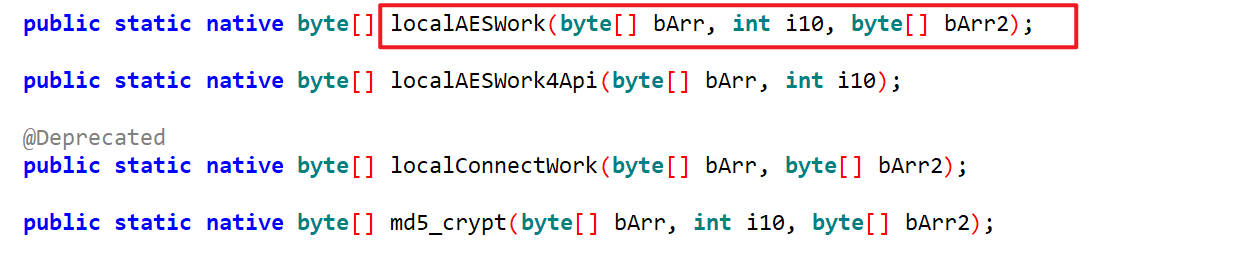 public static native byte[] localAESWork(byte[] bArr, int i10, byte[] bArr2);
public static native byte[] localAESWork4Api(byte[] bArr, int i10);
@Deprecated
public static native byte[] localConnectWork(byte[] bArr, byte[] bArr2);
public static native byte[] md5_crypt(byte[] bArr, int i10, byte[] bArr2);